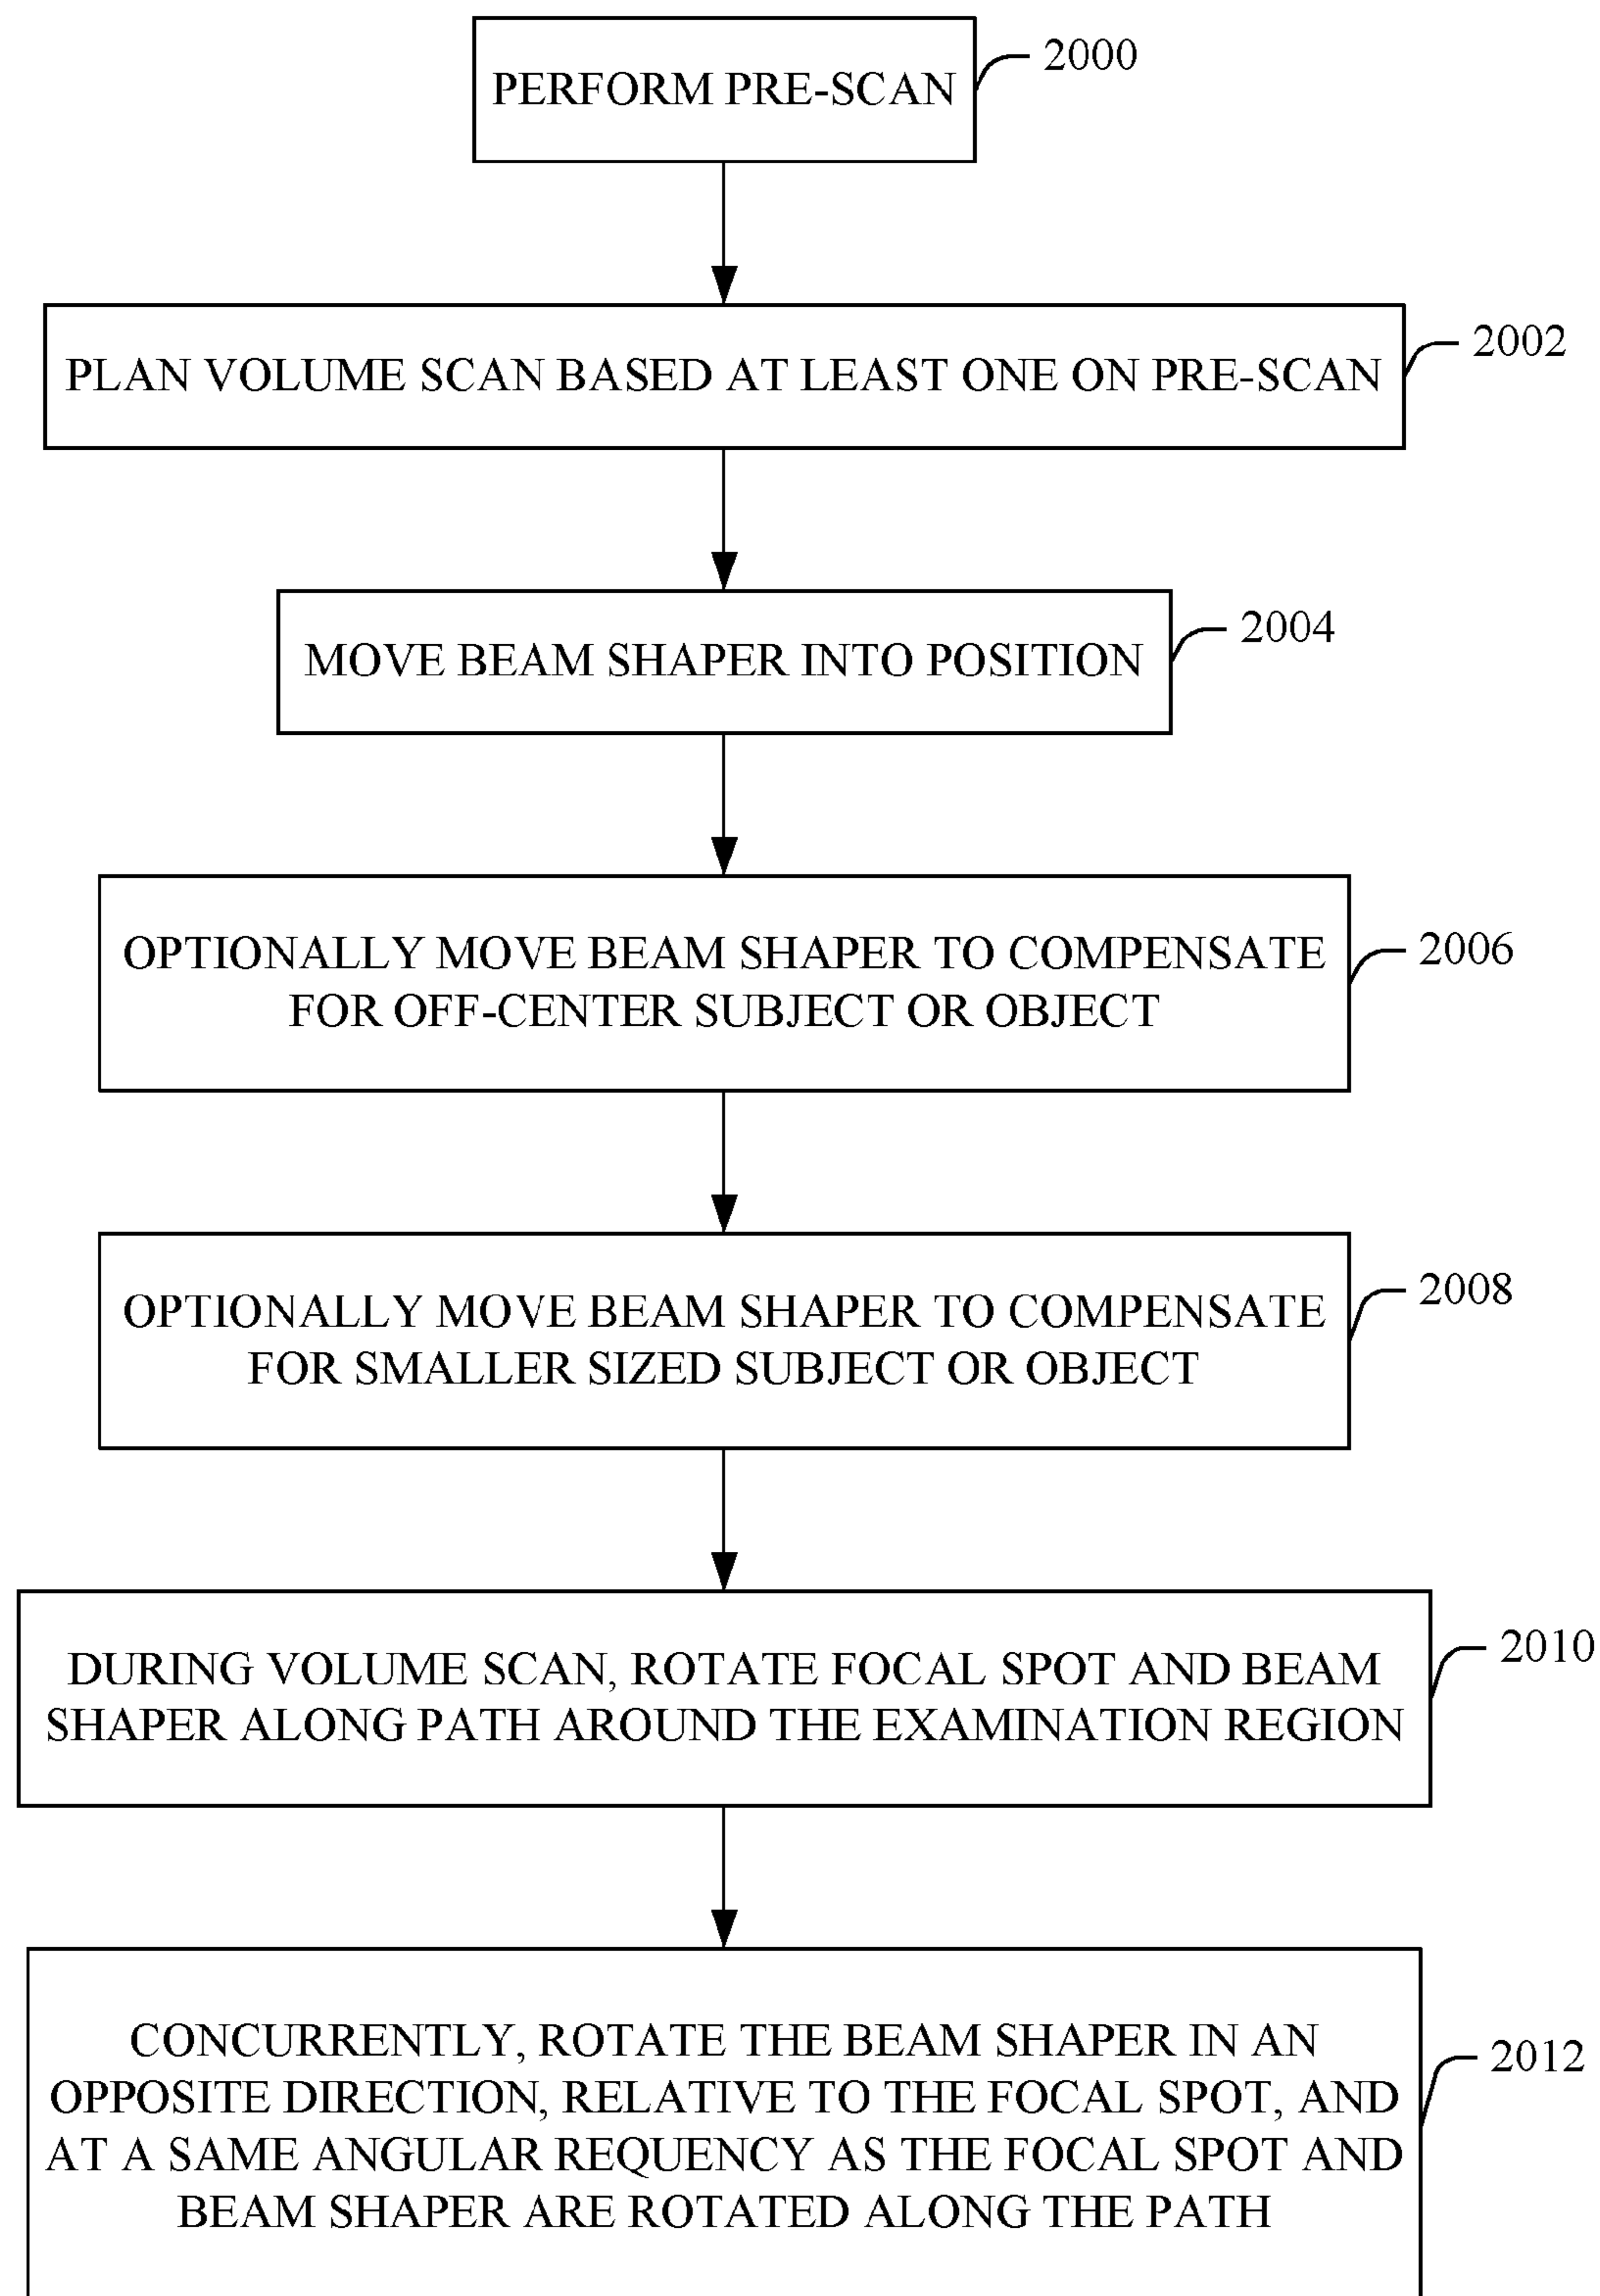 PERFORM PRE-SCAN
2000
PLAN VOLUME SCAN BASED AT LEAST ONE ON PRE-SCAN
2002
MOVE BEAM SHAPER INTO POSITION
2004
OPTIONALLY MOVE BEAM SHAPER TO COMPENSATE
FOR OFF-CENTER SUBJECT OR OBJECT
2006
OPTIONALLY MOVE BEAM SHAPER TO COMPENSATE
FOR SMALLER SIZED SUBJECT OR OBJECT
2008
DURING VOLUME SCAN, ROTATE FOCAL SPOT AND BEAM
SHAPER ALONG PATH AROUND THE EXAMINATION REGION
2010
CONCURRENTLY, ROTATE THE BEAM SHAPER IN AN
OPPOSITE DIRECTION, RELATIVE TO THE FOCAL SPOT, AND
AT A SAME ANGULAR REQUENCY AS THE FOCAL SPOT AND
BEAM SHAPER ARE ROTATED ALONG THE PATH
2012